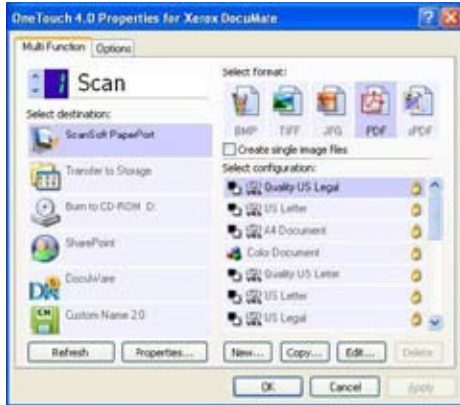 OneTouch 4.0 Properties for Xerox DocuMate
Multi Function Options
1 Scan
Select format:
BMP TIFF JPG PDF sPDF
Create single image files
Select destination:
ScanSoft PaperPort
Transfer to Storage
Burn to CD-ROM D:
SharePoint
DocuWare
Custom Name 2.0
Select configuration:
Quality US Legal
US Letter
A4 Document
Color Document
Quality US Letter
US Letter
US Legal
Refresh Properties... New... Copy... Edit... Delete
OK Cancel Apply